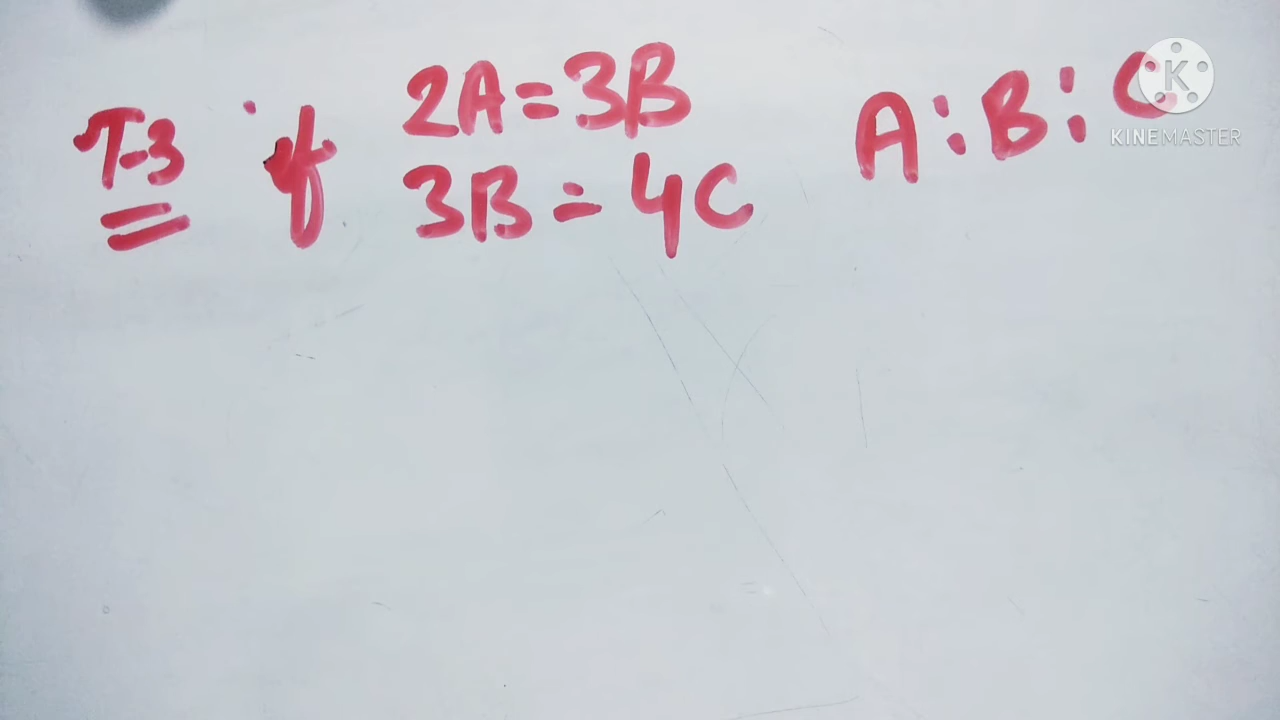 T-3 if 2A = 3B A : B : C
3B = 4C
K
KINEMASTER